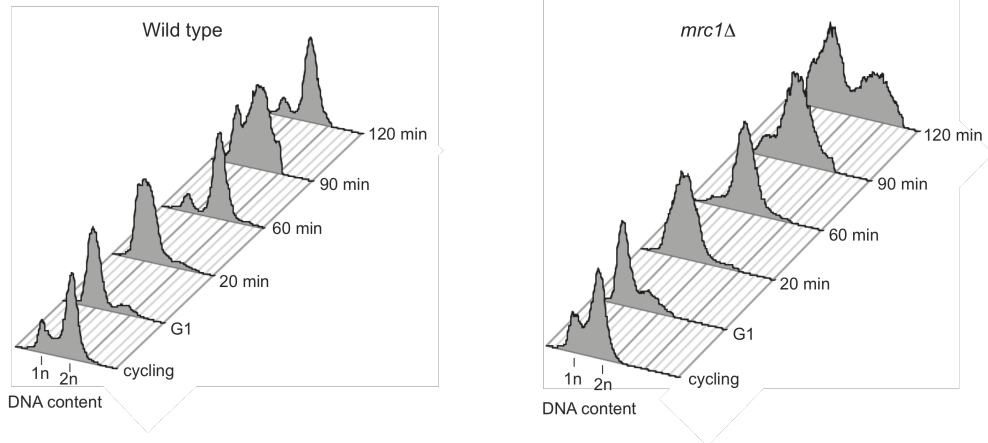 Wild type
120 min
90 min
60 min
20 min
G1
cycling
1n
2n
DNA content
mrc1Δ
120 min
90 min
60 min
20 min
G1
cycling
1n
2n
DNA content